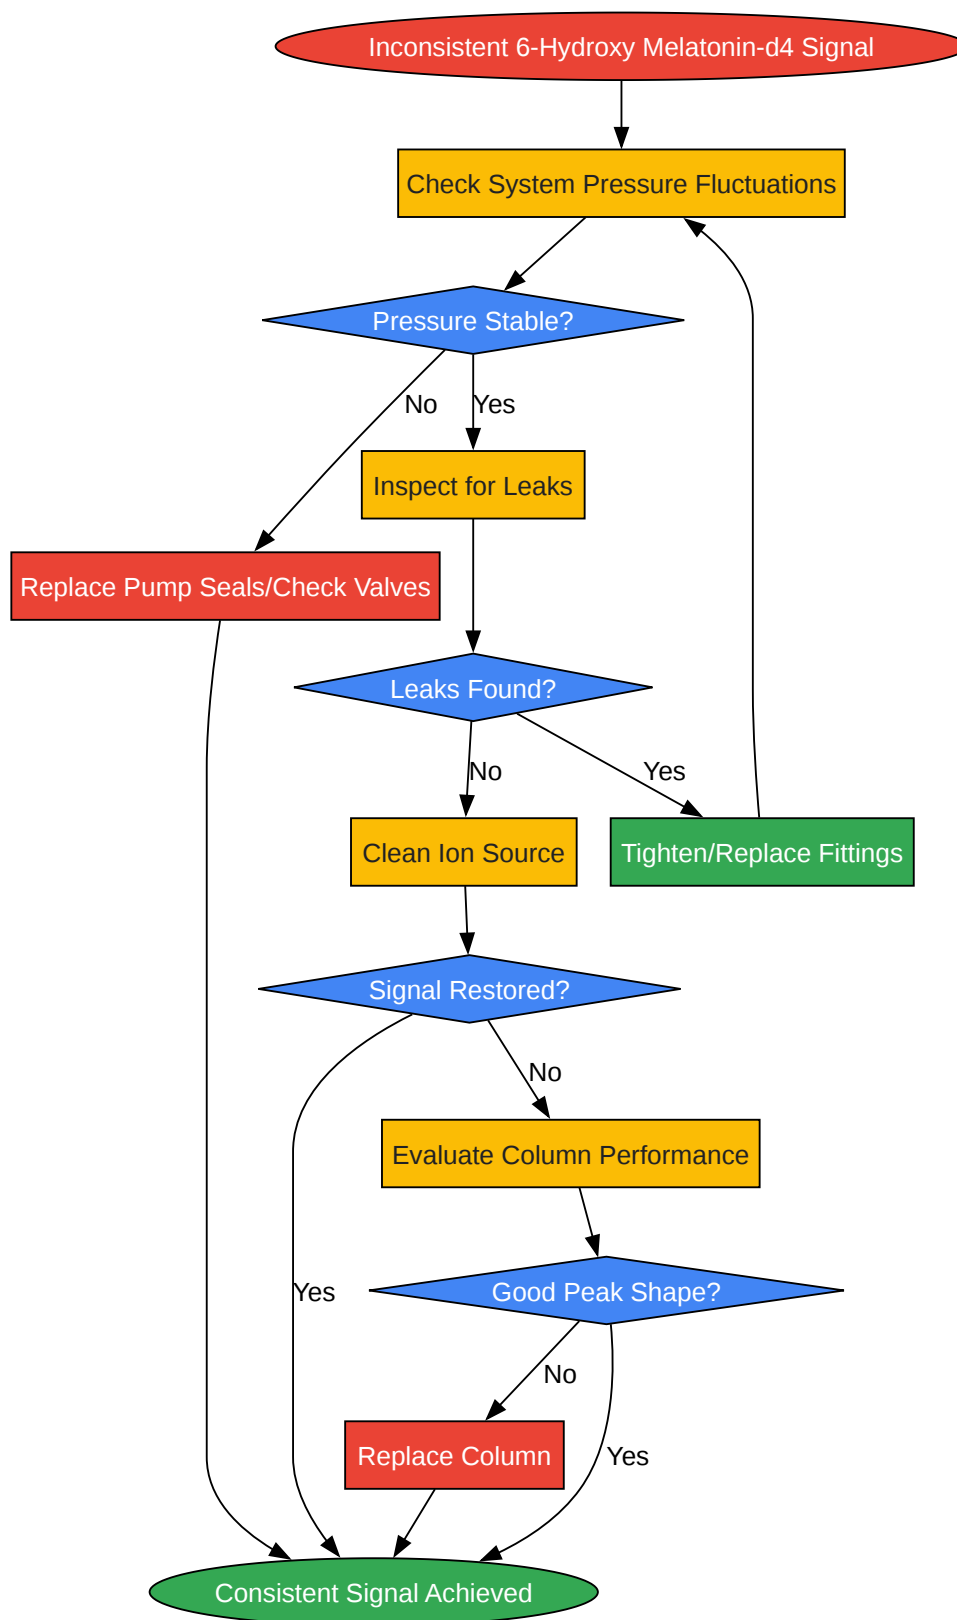 Inconsistent 6-Hydroxy Melatonin-d4 Signal
Check System Pressure Fluctuations
Pressure Stable?
No
Yes
Inspect for Leaks
Replace Pump Seals/Check Valves
Leaks Found?
No
Yes
Clean Ion Source
Tighten/Replace Fittings
Signal Restored?
No
Evaluate Column Performance
Yes
Good Peak Shape?
No
Replace Column
Yes
Consistent Signal Achieved